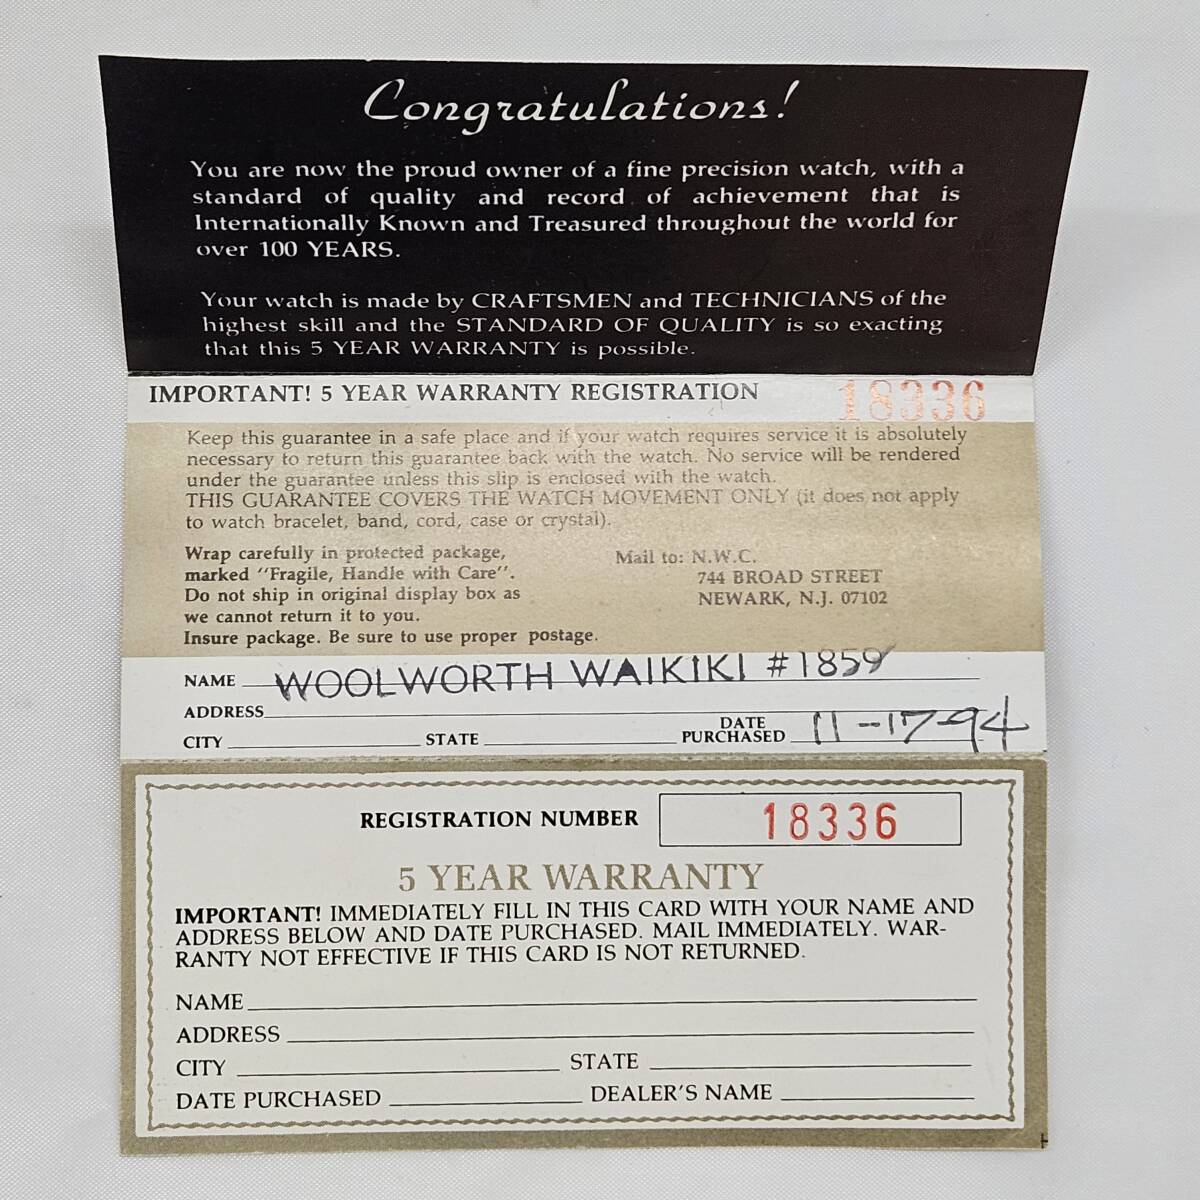 Congratulations!
You are now the proud owner of a fine precision watch, with a
standard of quality and record of achievement that is
Internationally Known and Treasured throughout the world for
over 100 YEARS.
Your watch is made by CRAFTSMEN and TECHNICIANS of the
highest skill and the STANDARD OF QUALITY is so exacting
that this 5 YEAR WARRANTY is possible.
IMPORTANT! 5 YEAR WARRANTY REGISTRATION 18336
Keep this guarantee in a safe place and if your watch requires service it is absolutely
necessary to return this guarantee back with the watch. No service will be rendered
under the guarantee unless this slip is enclosed with the watch.
THIS GUARANTEE COVERS THE WATCH MOVEMENT ONLY (it does not apply
to watch bracelet, band, cord, case or crystal).
Wrap carefully in protected package,
marked "Fragile, Handle with Care".
Do not ship in original display box as
we cannot return it to you.
Insure package. Be sure to use proper postage.
Mail to: N.W.C.
744 BROAD STREET
NEWARK, N.J. 07102
NAME WOOLWORTH WAIKIKI #1859
ADDRESS
CITY STATE DATE PURCHASED 11-17-94
REGISTRATION NUMBER 18336
5 YEAR WARRANTY
IMPORTANT! IMMEDIATELY FILL IN THIS CARD WITH YOUR NAME AND
ADDRESS BELOW AND DATE PURCHASED. MAIL IMMEDIATELY. WAR-
RANTY NOT EFFECTIVE IF THIS CARD IS NOT RETURNED.
NAME
ADDRESS
CITY STATE
DATE PURCHASED DEALER'S NAME